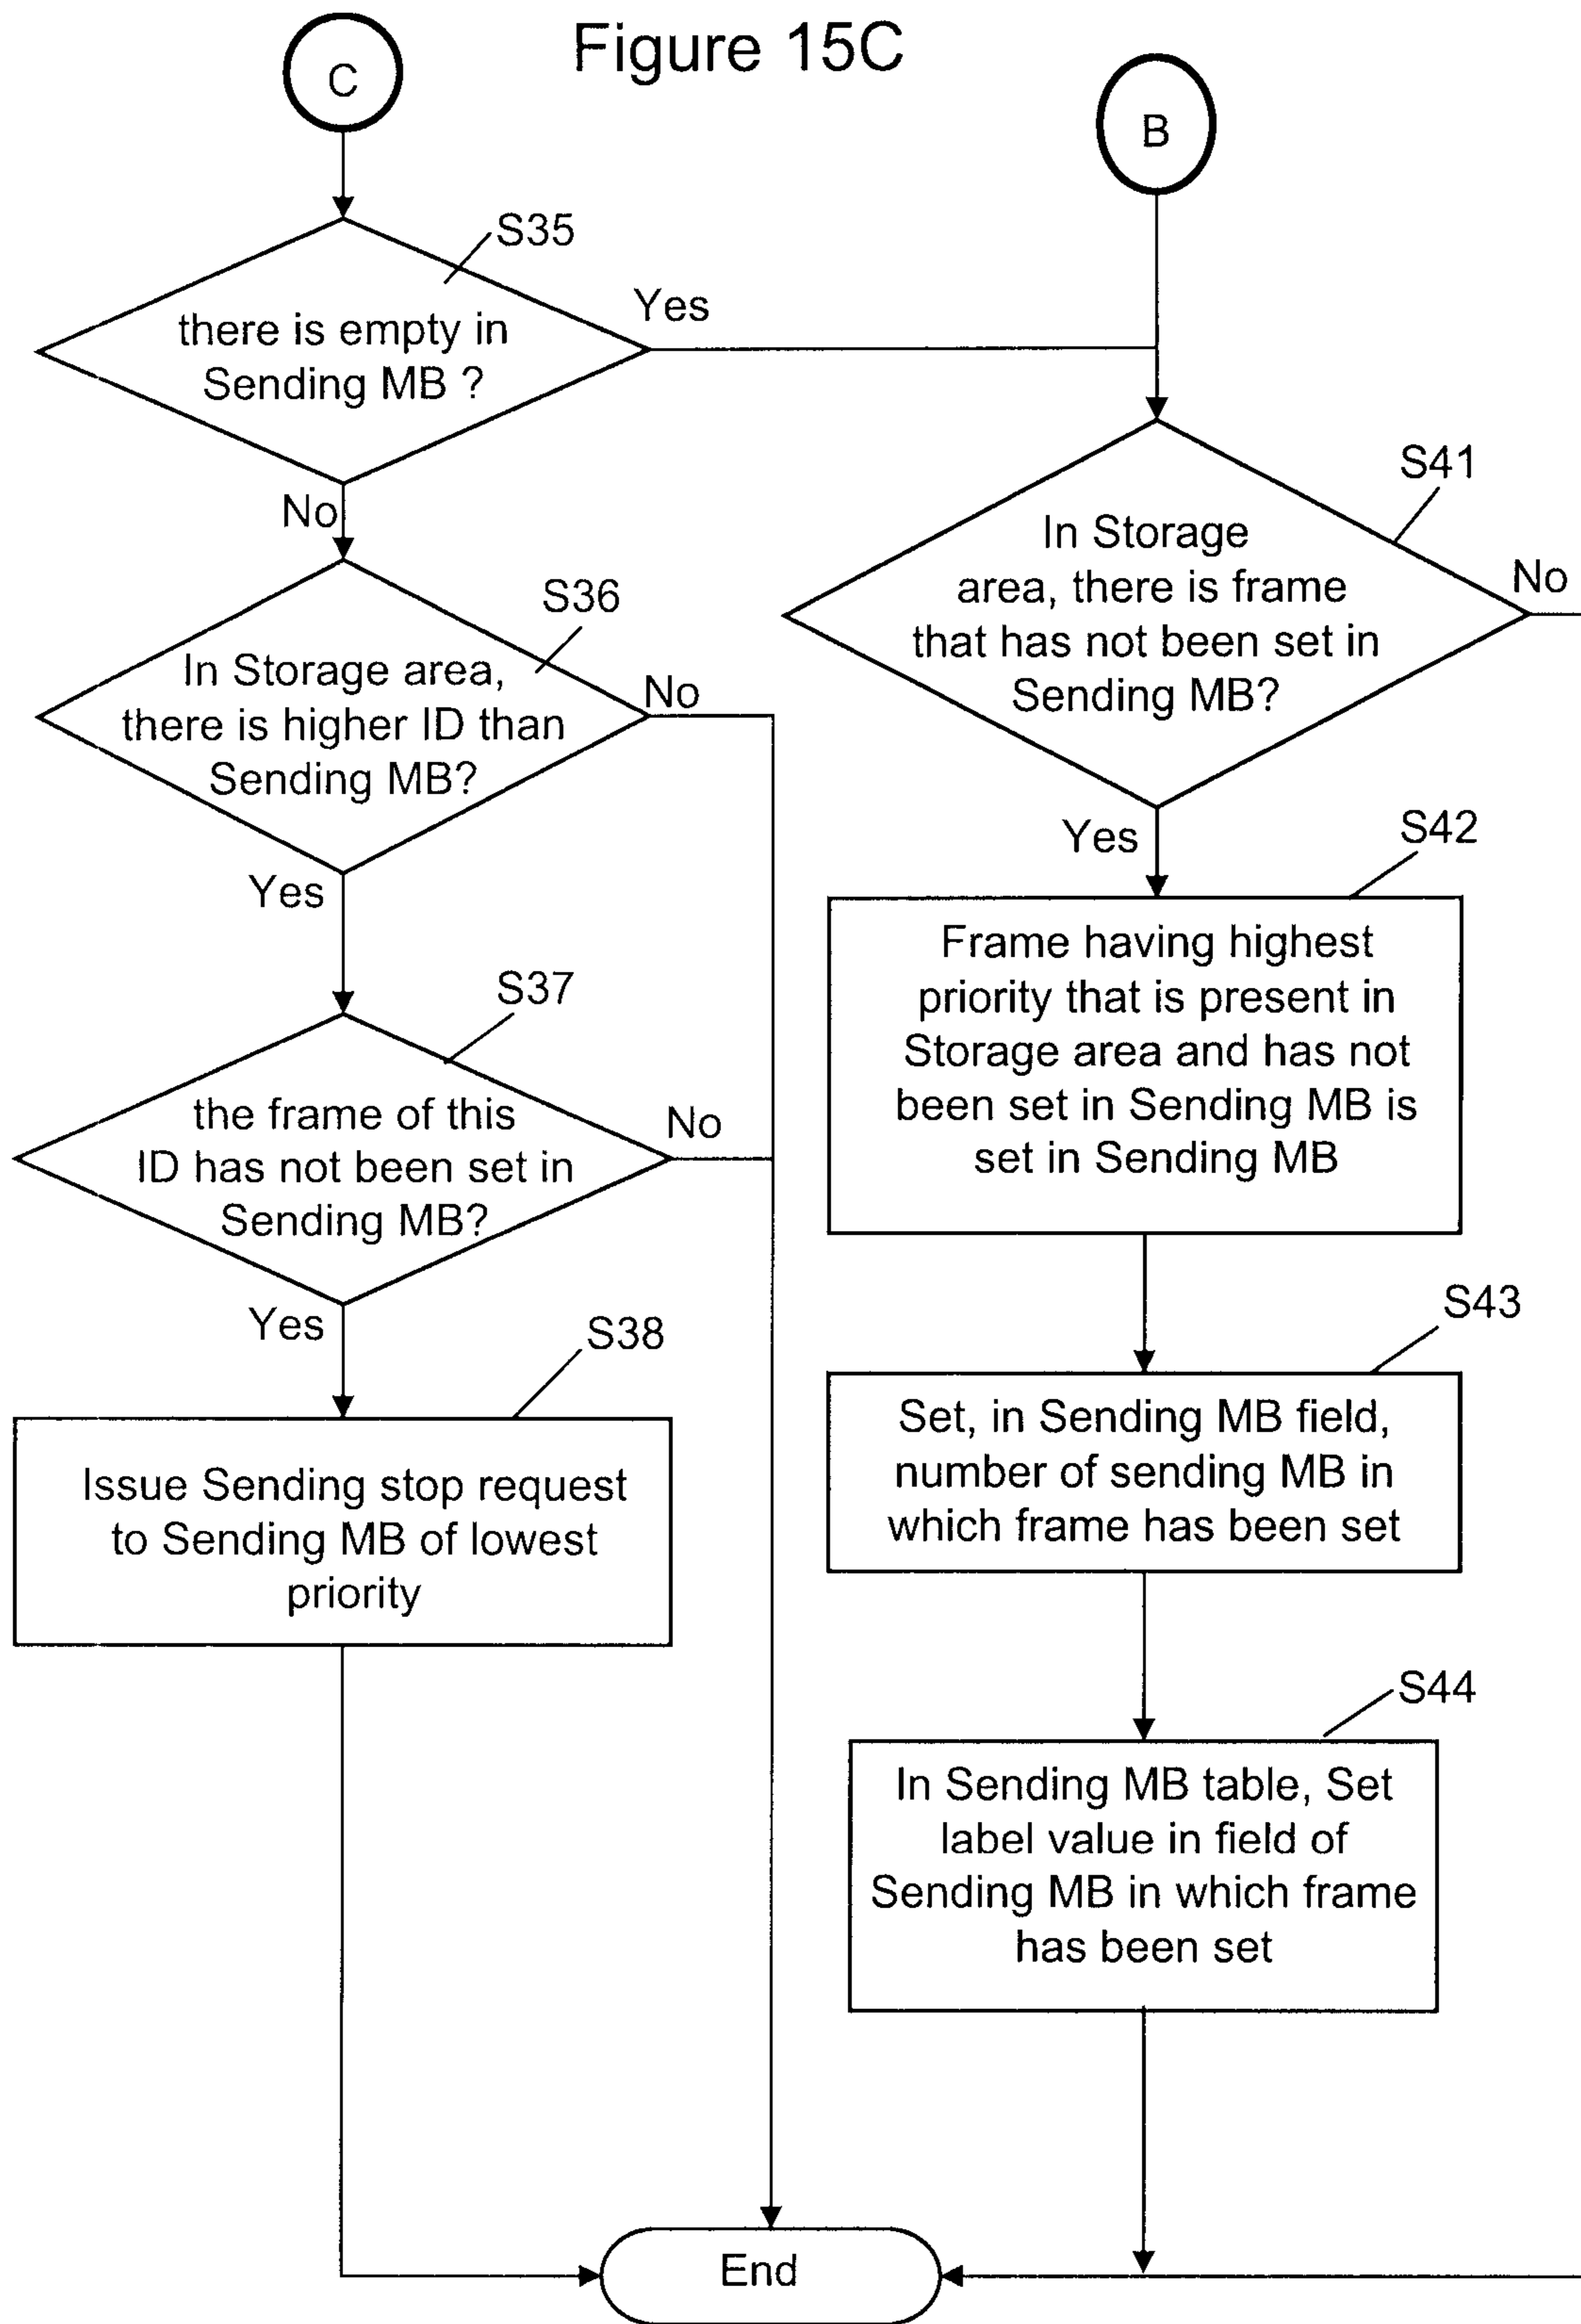 Figure 15C
C
B
S35
there is empty in
Sending MB ?
Yes
No
S36
In Storage area,
there is higher ID than
Sending MB?
No
Yes
S37
the frame of this
ID has not been set in
Sending MB?
No
Yes
S38
Issue Sending stop request
to Sending MB of lowest
priority
S41
In Storage
area, there is frame
that has not been set in
Sending MB?
No
Yes
S42
Frame having highest
priority that is present in
Storage area and has not
been set in Sending MB is
set in Sending MB
S43
Set, in Sending MB field,
number of sending MB in
which frame has been set
S44
In Sending MB table, Set
label value in field of
Sending MB in which frame
has been set
End